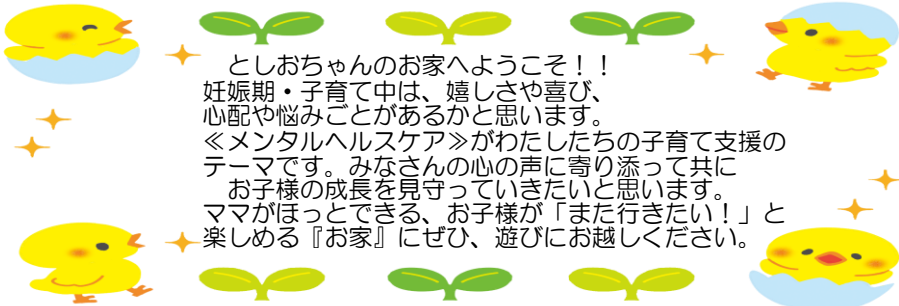 としおちゃんのお家へようこそ！！
妊娠期・子育て中は、嬉しさや喜び、
心配や悩みごとがあるかと思います。
≪メンタルヘルスケア≫がわたしたちの子育て支援の
テーマです。みなさんの心の声に寄り添って共に
お子様の成長を見守っていきたいと思います。
ママがほっとできる、お子様が「また行きたい！」と
楽しめる『お家』にぜひ、遊びにお越しください。